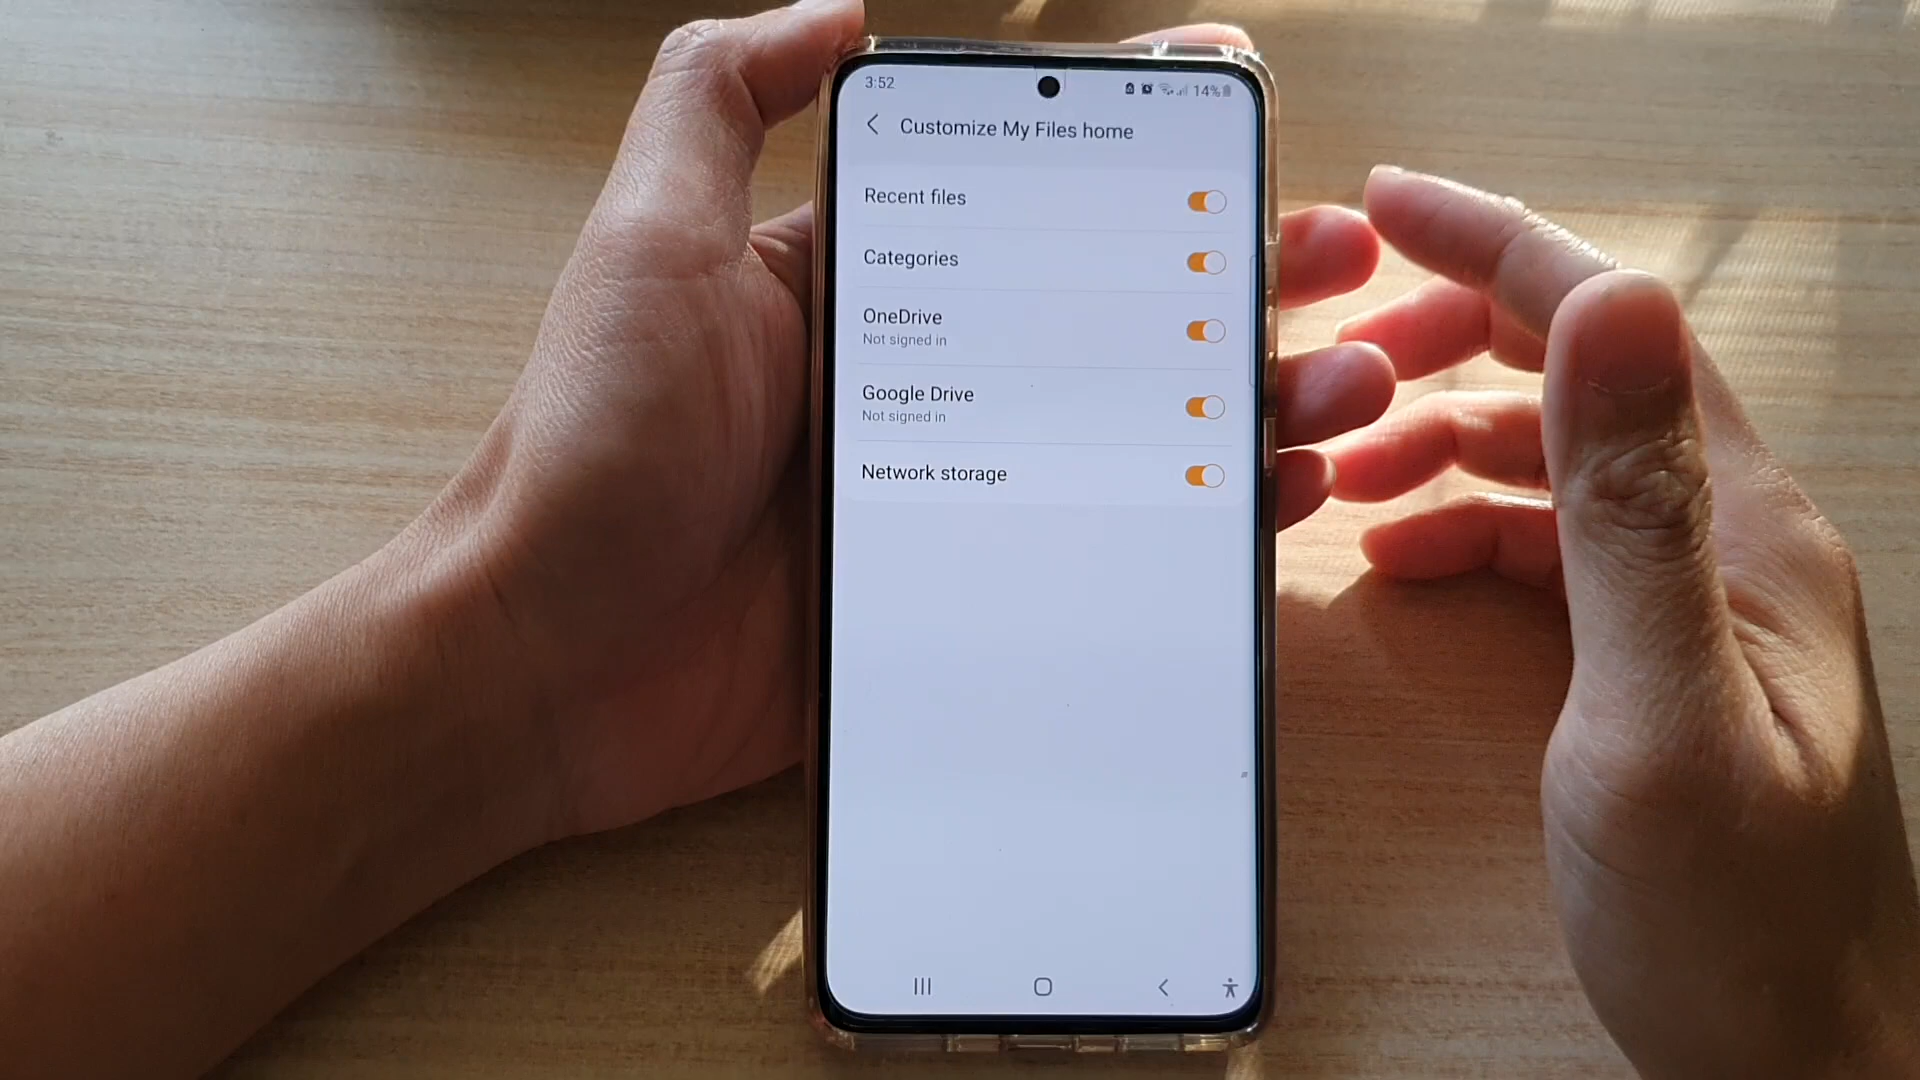 3:52
14%
Customize My Files home
Recent files
Categories
OneDrive
Not signed in
Google Drive
Not signed in
Network storage